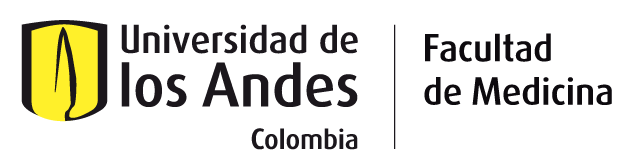 Universidad de
los Andes
Colombia
Facultad
de Medicina